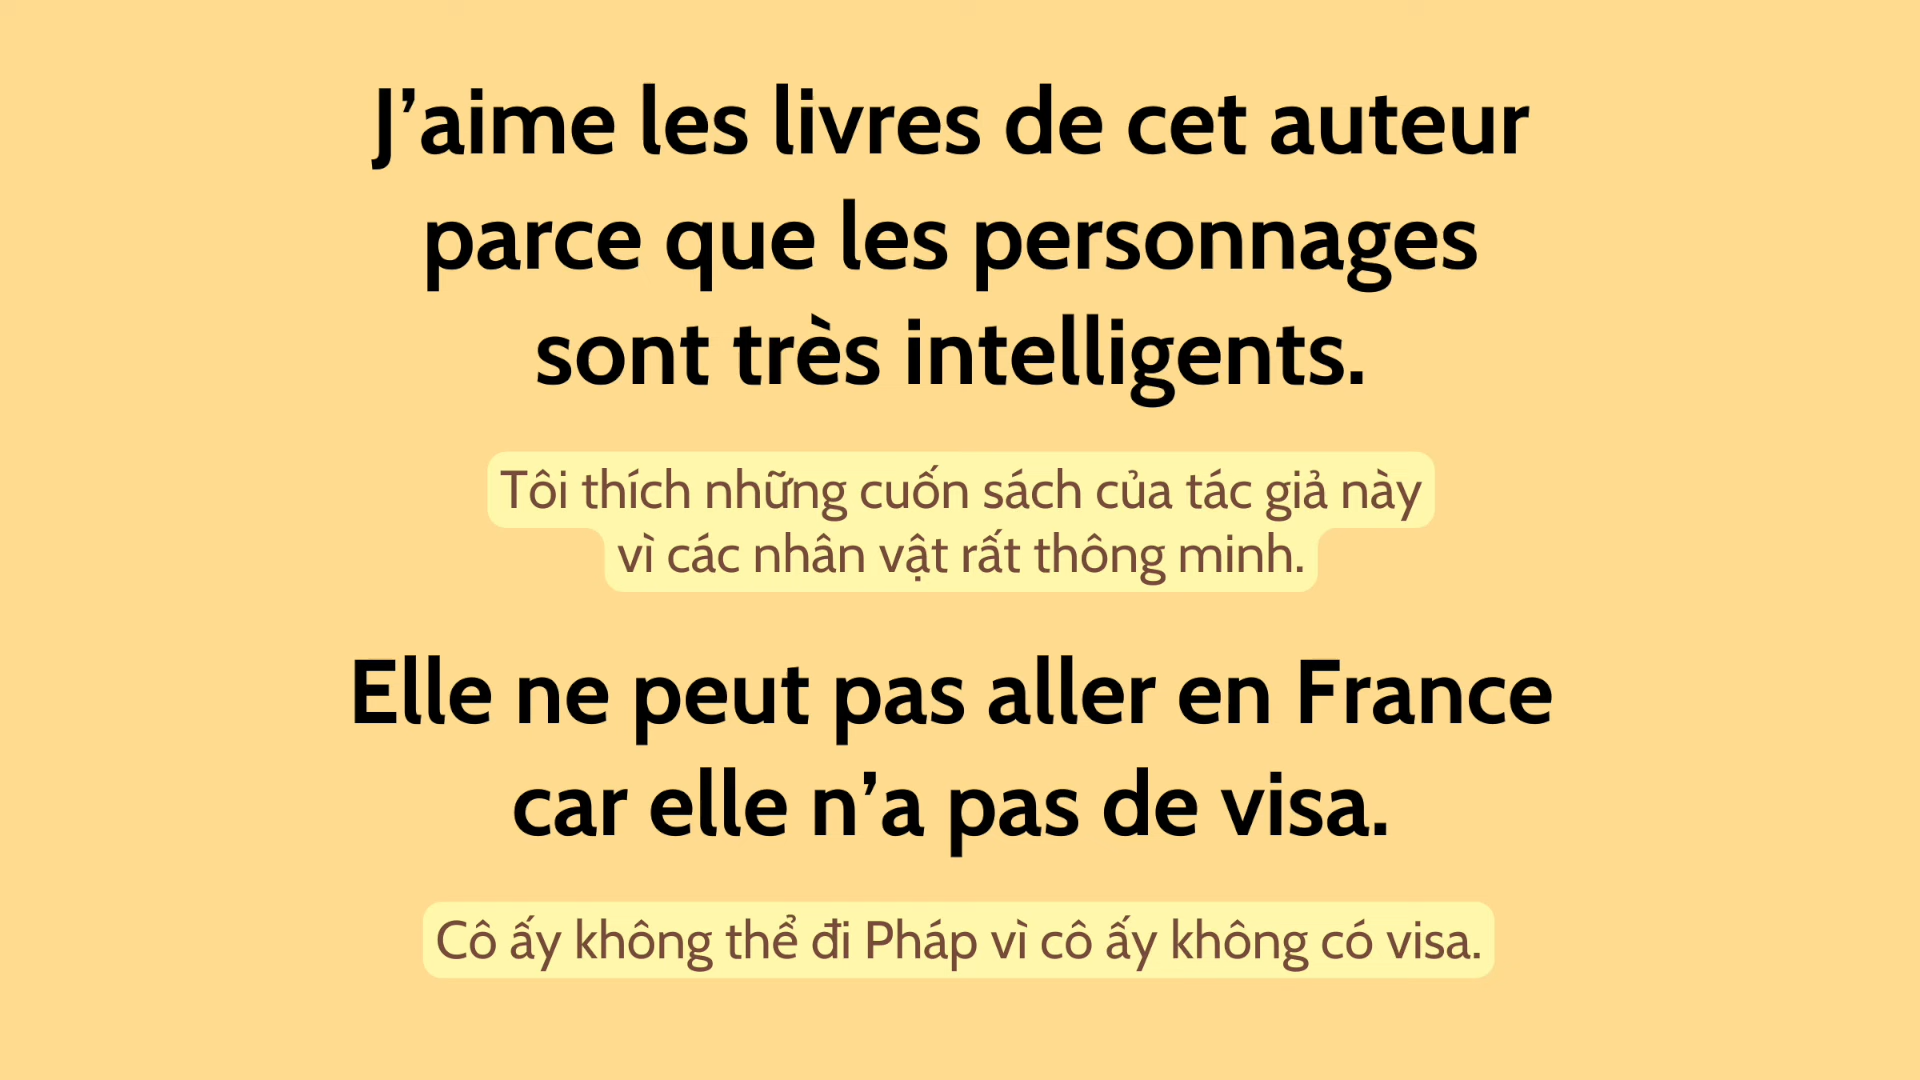 J’aime les livres de cet auteur
parce que les personnages
sont très intelligents.
Tôi thích những cuốn sách của tác giả này
vì các nhân vật rất thông minh.
Elle ne peut pas aller en France
car elle n’a pas de visa.
Cô ấy không thể đi Pháp vì cô ấy không có visa.